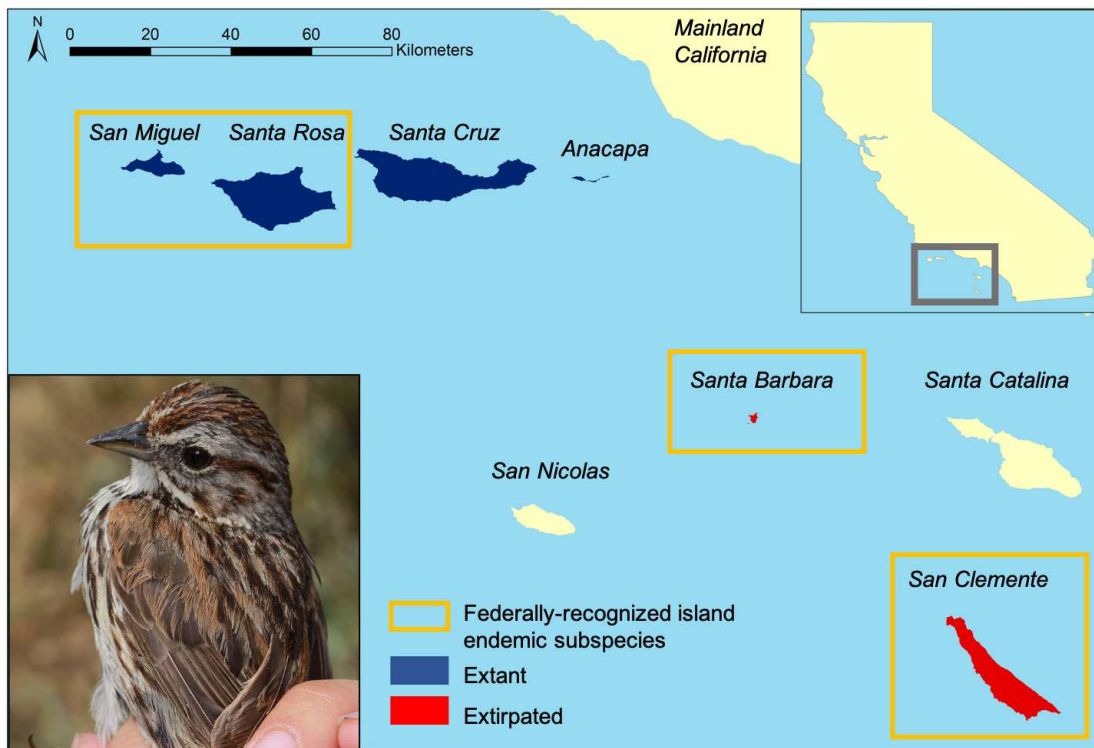 N
0 20 40 60 80
Kilometers
Mainland
California
San Miguel
Santa Rosa
Santa Cruz
Anacapa
Santa Barbara
Santa Catalina
San Nicolas
San Clemente
Federally-recognized island
endemic subspecies
Extant
Extirpated